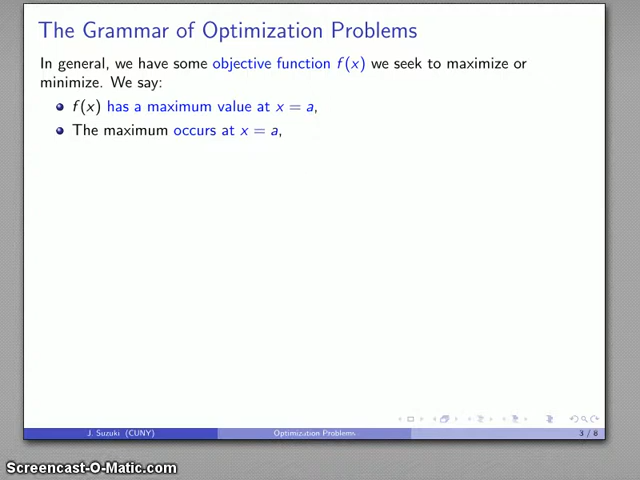 The Grammar of Optimization Problems
In general, we have some objective function f(x) we seek to maximize or
minimize. We say:
f(x) has a maximum value at x = a,
The maximum occurs at x = a,
J. Suzuki (CUNY) Optimization Problems 3 / 8
Screencast-O-Matic.com